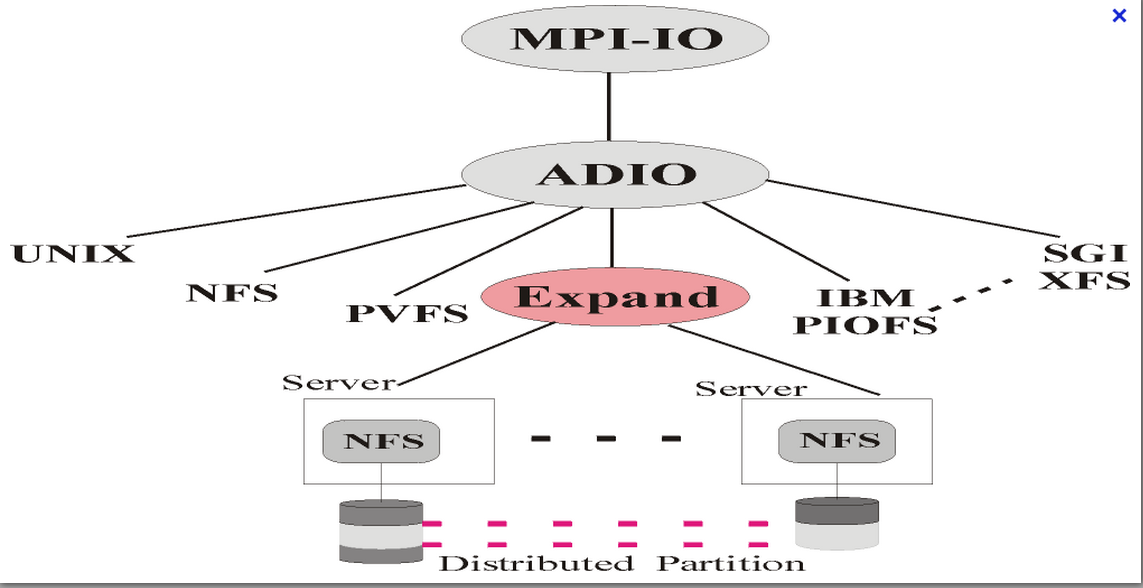 MPI-IO
ADIO
UNIX
NFS
PVFS
Expand
IBM
PIOFS
SGI
XFS
Server
Server
NFS
NFS
Distributed Partition